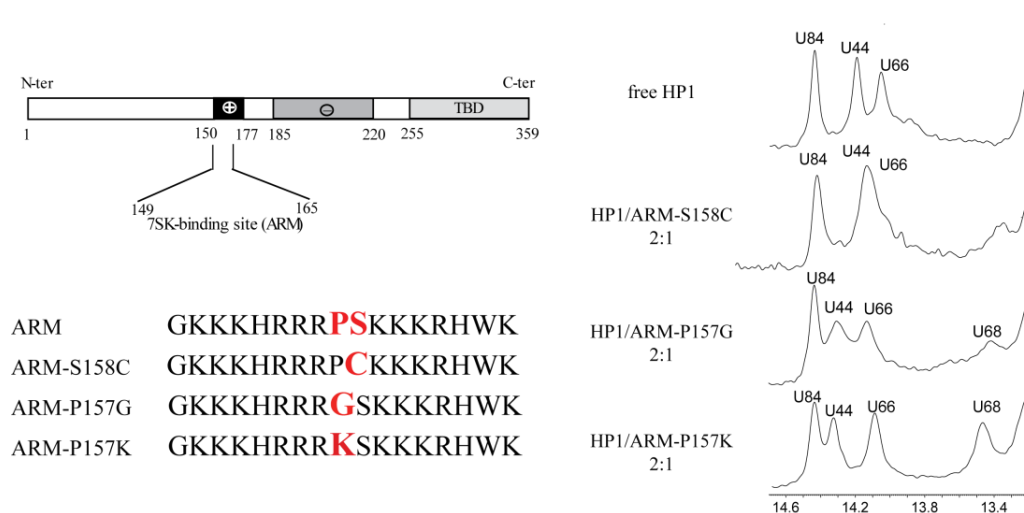 N-ter
C-ter
⊕
⊖
TBD
1
150
177
185
220
255
359
149
165
7SK-binding site (ARM)
ARM GKKKHRRRPSKKKRHWK
ARM-S158C GKKKHRRRPCKKKRHWK
ARM-P157G GKKKHRRRGSKKKRHWK
ARM-P157K GKKKHRRRKSKKKRHWK
free HP1
U84
U44
U66
HP1/ARM-S158C
2:1
U84
U44
U66
HP1/ARM-P157G
2:1
U84
U44
U66
U68
HP1/ARM-P157K
2:1
U84
U44
U66
U68
14.6
14.2
13.8
13.4